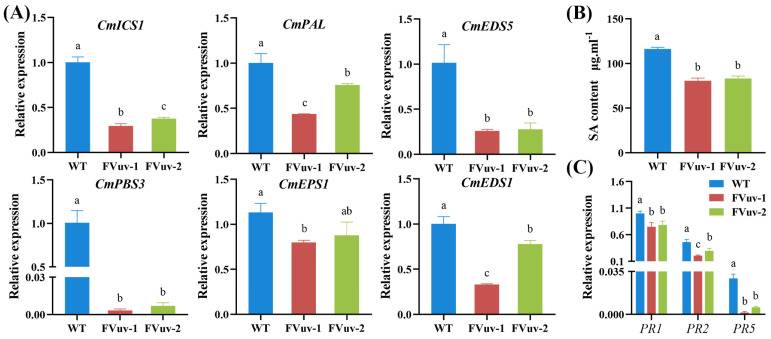 (A)
CmICS1
Relative expression
1.5
1.0
0.5
0.0
a
b
c
WT
FVuv-1
FVuv-2
CmPAL
Relative expression
1.5
1.0
0.5
0.0
a
c
b
WT
FVuv-1
FVuv-2
CmEDS5
Relative expression
1.5
1.0
0.5
0.0
a
b
b
WT
FVuv-1
FVuv-2
(B)
SA content μg.ml-1
150
100
50
0
a
b
b
WT
FVuv-1
FVuv-2
CmPBS3
Relative expression
1.5
1.0
0.5
0.03
0.00
a
b
b
WT
FVuv-1
FVuv-2
CmEPS1
Relative expression
1.5
1.0
0.5
0.0
a
b
ab
WT
FVuv-1
FVuv-2
CmEDS1
Relative expression
1.5
1.0
0.5
0.0
a
c
b
WT
FVuv-1
FVuv-2
(C)
Relative expression
1.6
1.1
0.6
0.1
0.035
0.000
WT
FVuv-1
FVuv-2
a
b
b
a
c
b
a
b
b
PR1
PR2
PR5